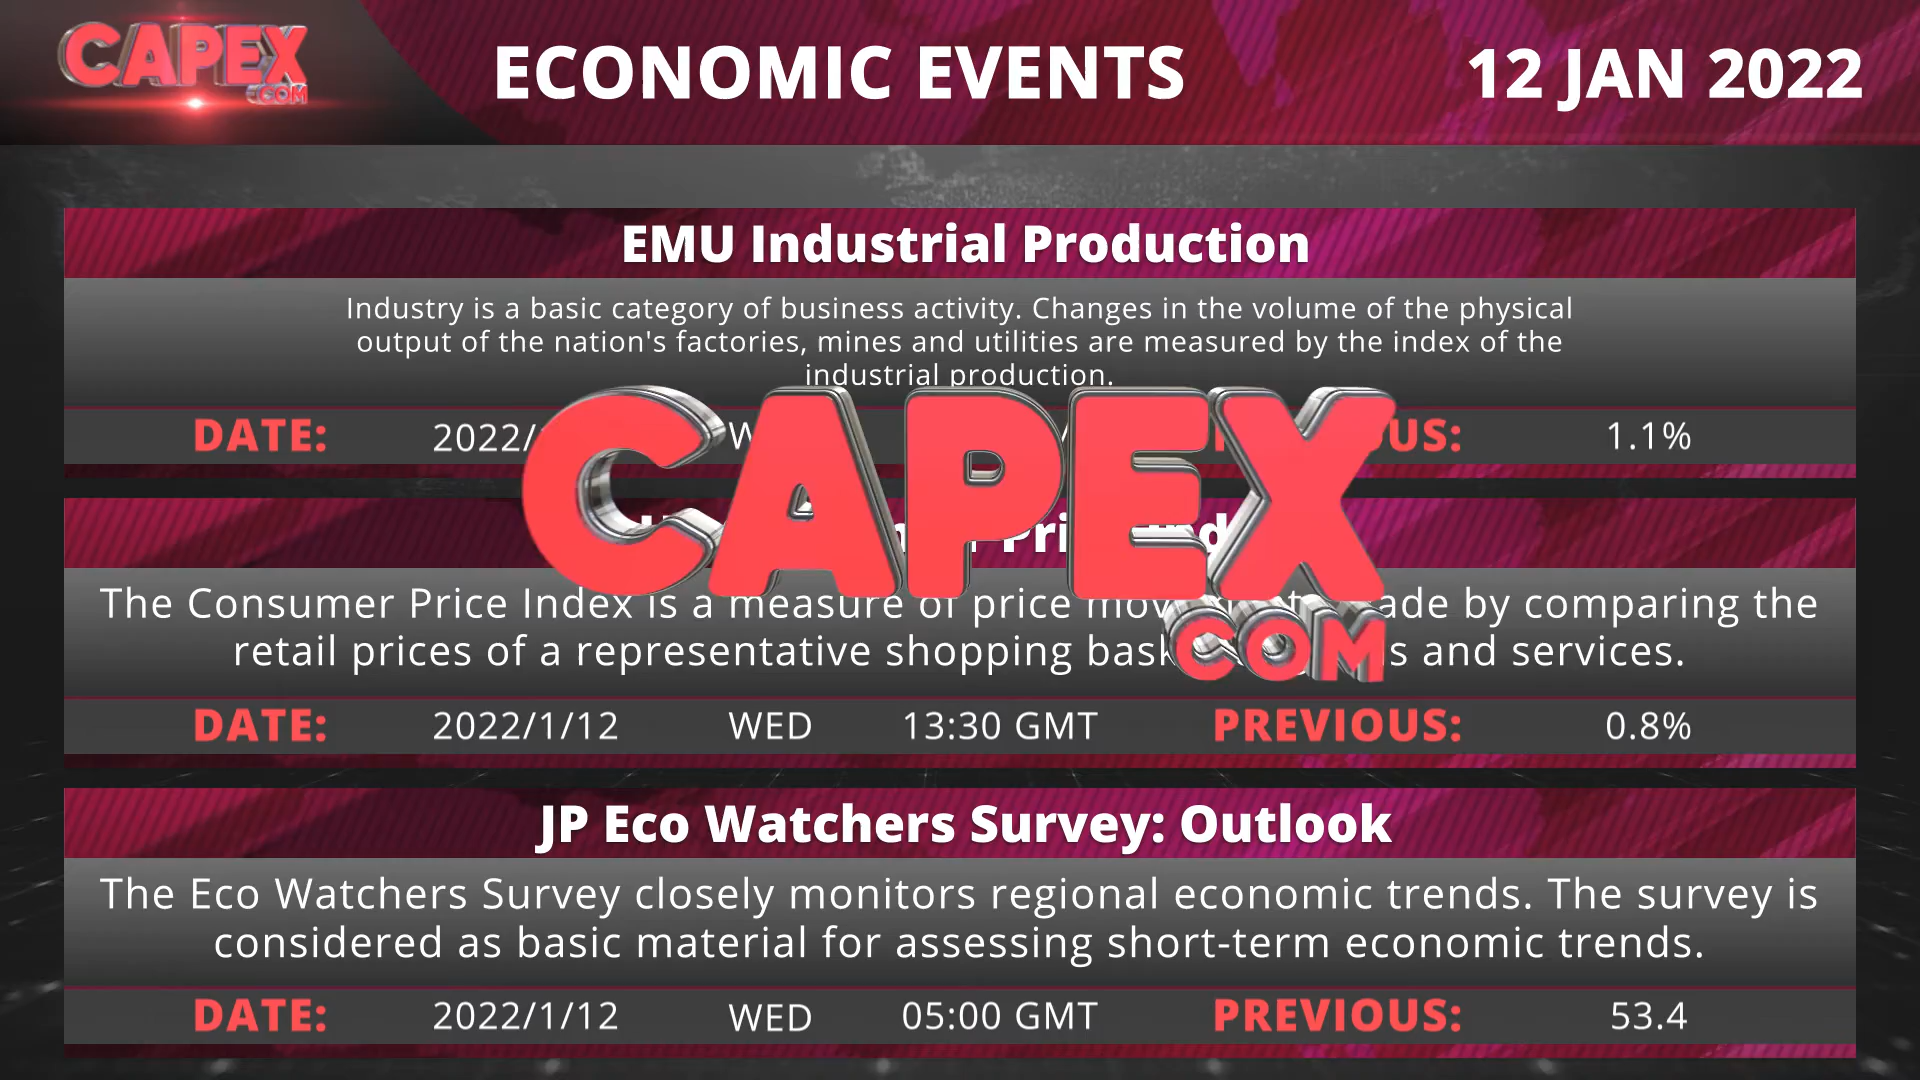 CAPEX
.COM
ECONOMIC EVENTS
12 JAN 2022
EMU Industrial Production
Industry is a basic category of business activity. Changes in the volume of the physical
output of the nation's factories, mines and utilities are measured by the index of the
industrial production.
DATE: 2022/ 1.1%
CAPEX
.COM
The Consumer Price Index is a measure of price by comparing the
retail prices of a representative shopping and services.
DATE: 2022/1/12 WED 13:30 GMT PREVIOUS: 0.8%
JP Eco Watchers Survey: Outlook
The Eco Watchers Survey closely monitors regional economic trends. The survey is
considered as basic material for assessing short-term economic trends.
DATE: 2022/1/12 WED 05:00 GMT PREVIOUS: 53.4